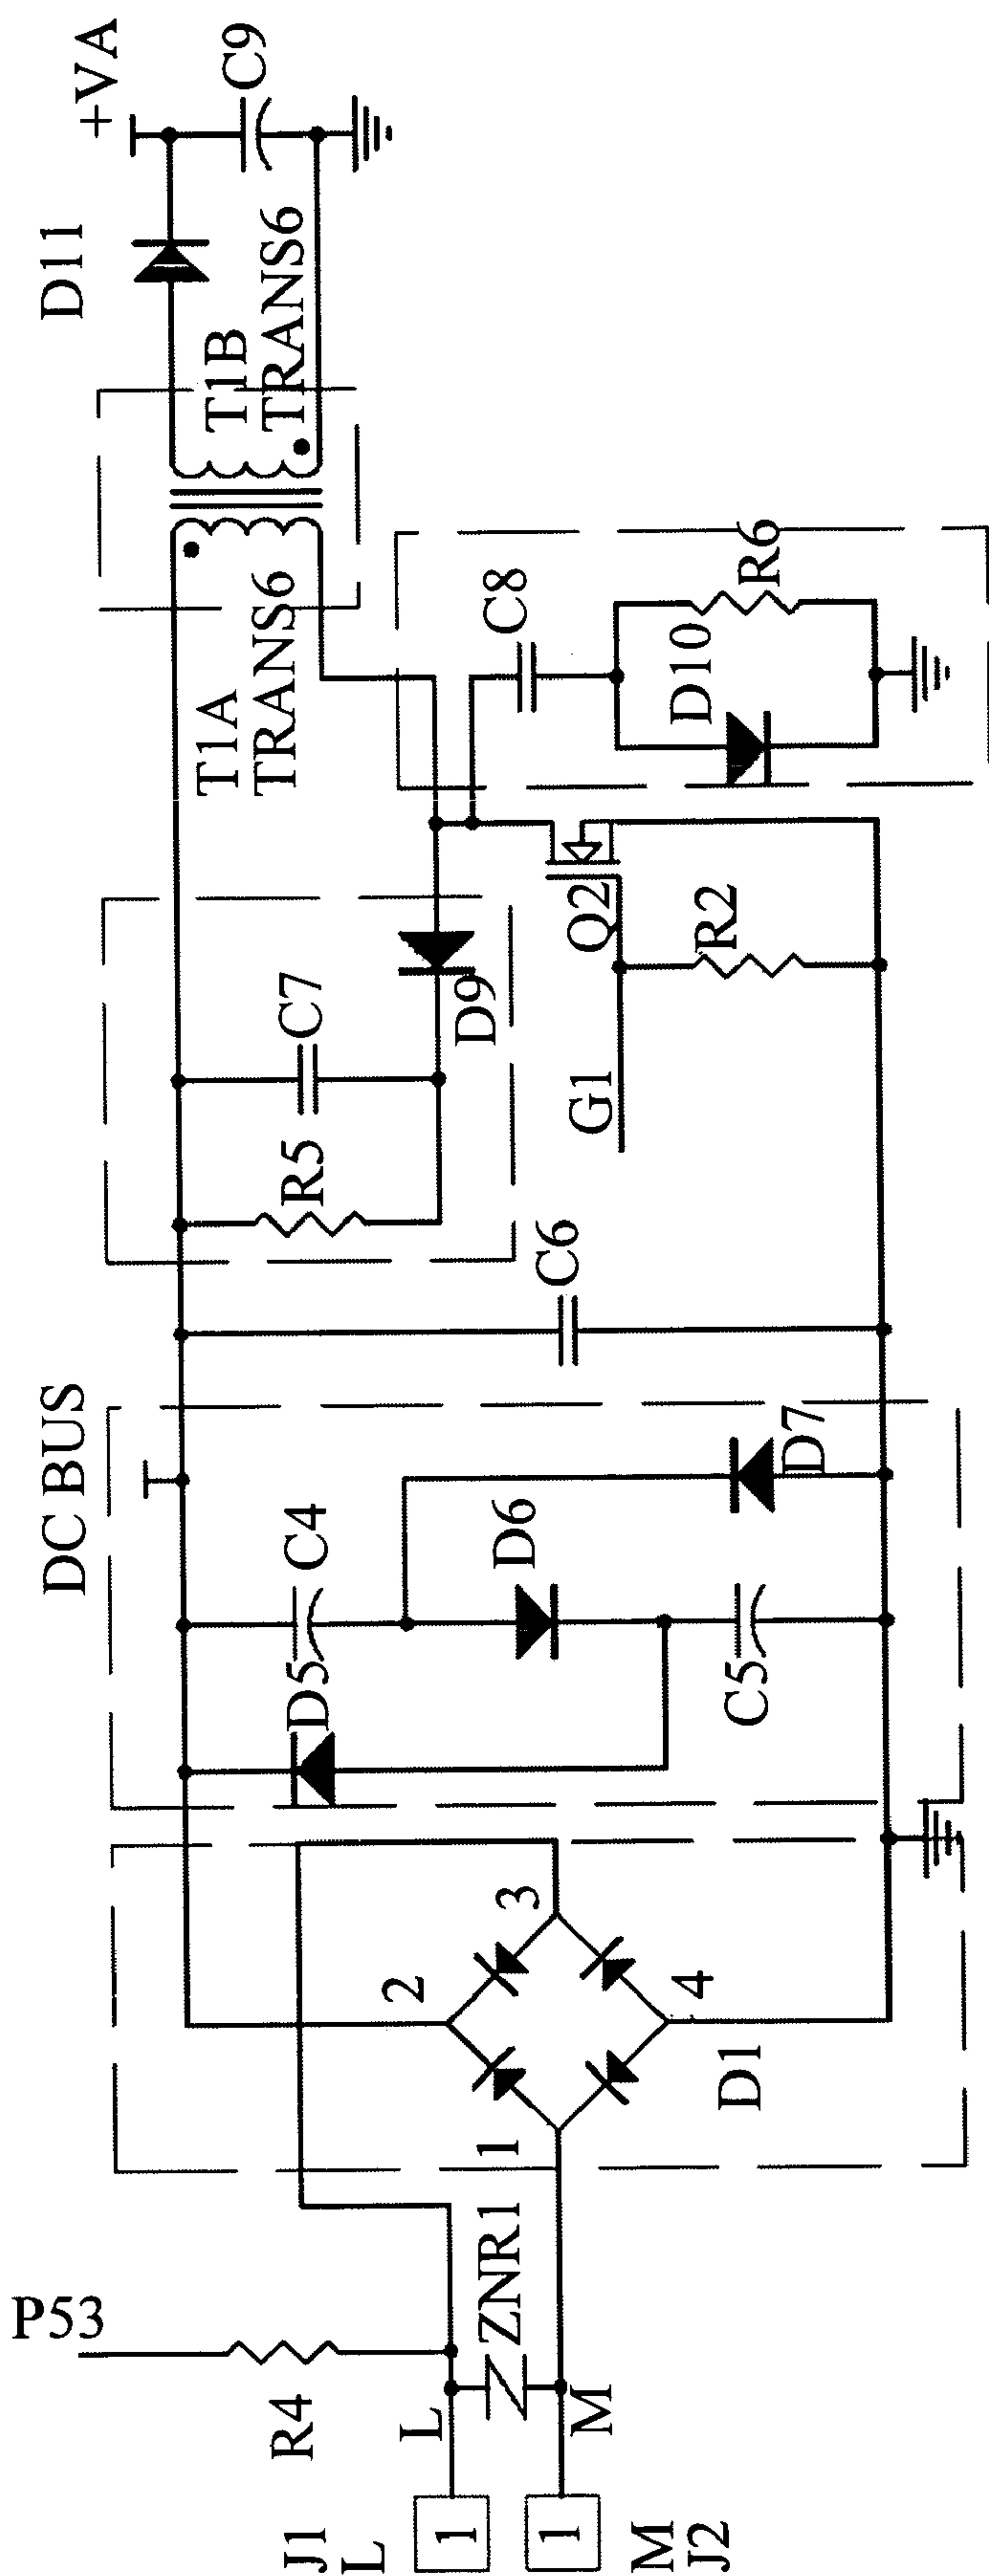 P53
R4
J1
L
1
L
ZNR1
1
M
J2
M
1
2
3
4
D1
DC BUS
D5
C4
D6
C5
D7
C6
R5
C7
D9
G1
Q2
R2
T1A
TRANS6
T1B
TRANS6
C8
D10
R6
D11
+VA
C9